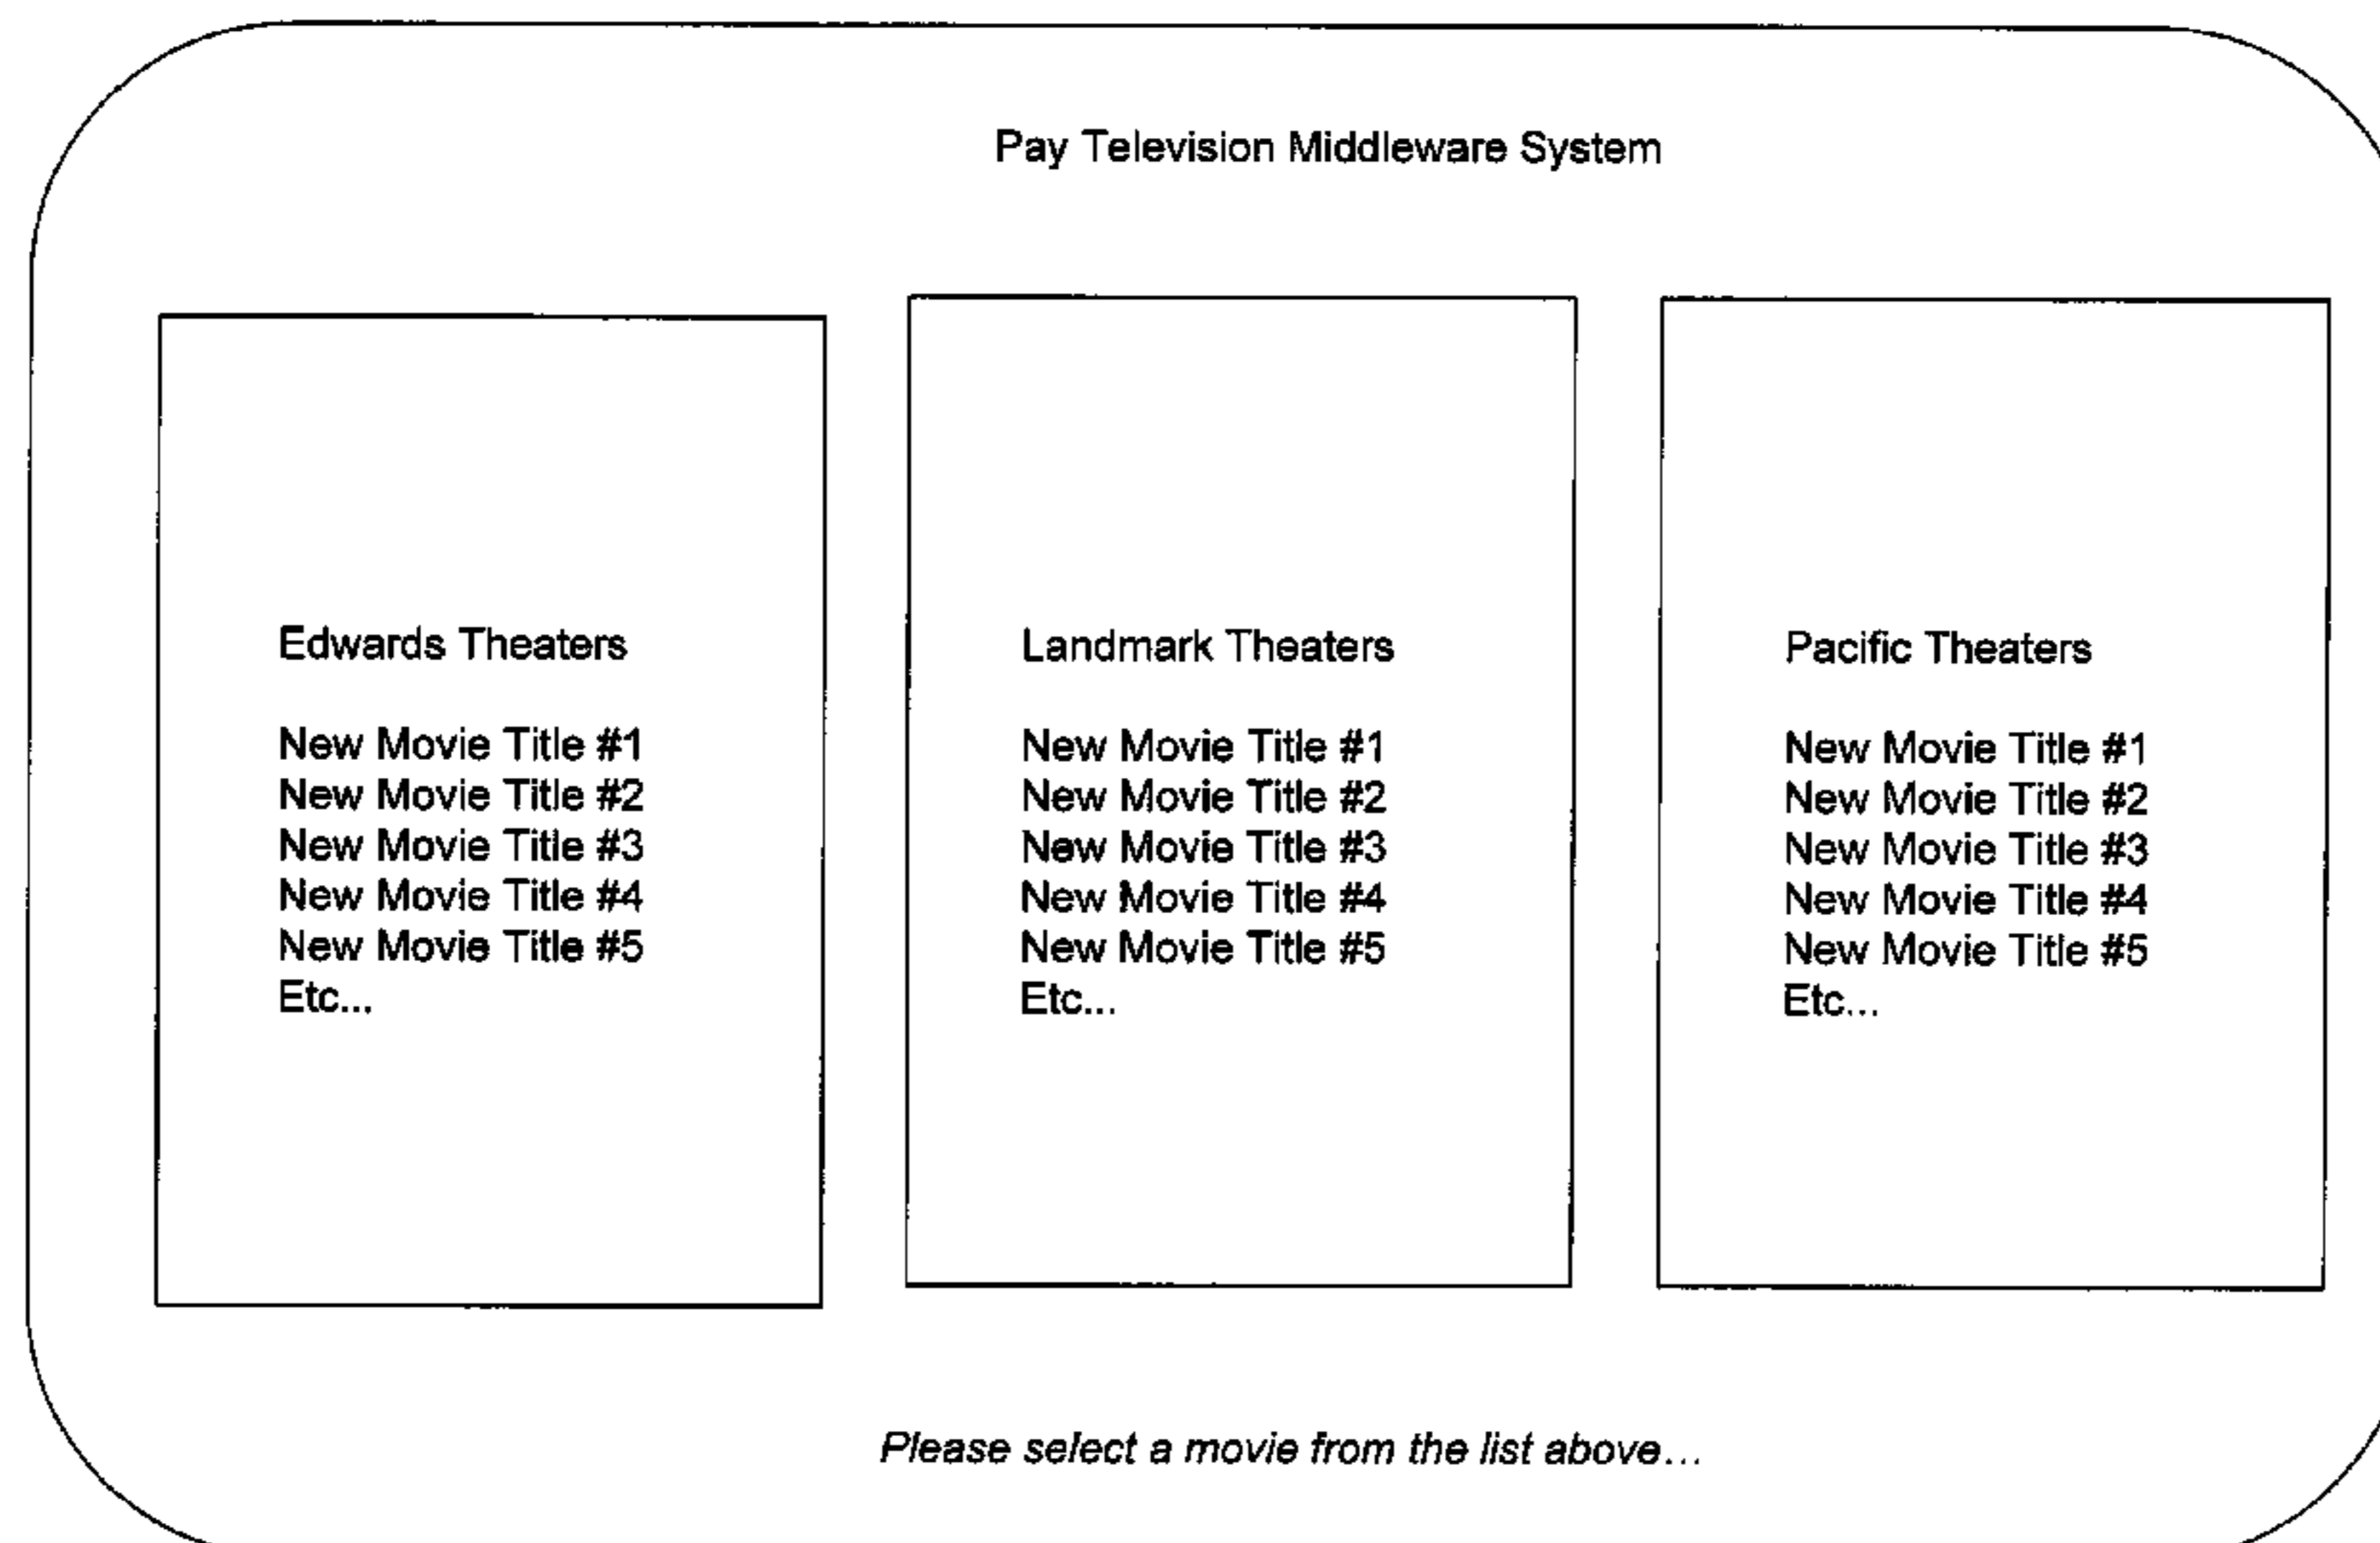 Pay Television Middleware System
Edwards Theaters
New Movie Title #1
New Movie Title #2
New Movie Title #3
New Movie Title #4
New Movie Title #5
Etc...
Landmark Theaters
New Movie Title #1
New Movie Title #2
New Movie Title #3
New Movie Title #4
New Movie Title #5
Etc...
Pacific Theaters
New Movie Title #1
New Movie Title #2
New Movie Title #3
New Movie Title #4
New Movie Title #5
Etc...
Please select a movie from the list above...